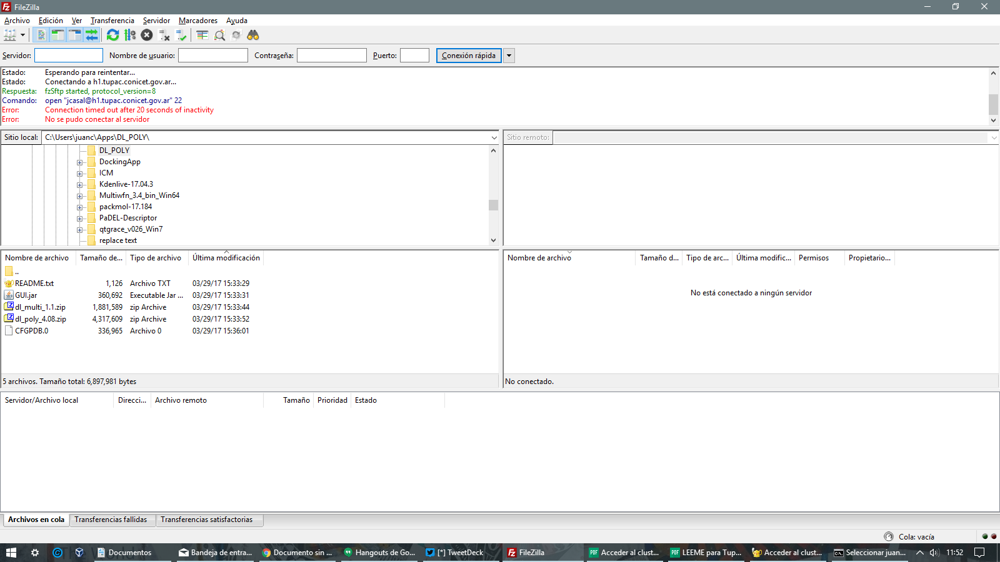 FileZilla
Archivo Edición Ver Transferencia Servidor Marcadores Ayuda
Servidor: Nombre de usuario: Contraseña: Puerto: Conexión rápida
Estado: Esperando para reintentar...
Estado: Conectando a h1.tupac.conicet.gov.ar...
Respuesta: fzSftp started, protocol_version=8
Comando: open "jcasal@h1.tupac.conicet.gov.ar" 22
Error: Connection timed out after 20 seconds of inactivity
Error: No se pudo conectar al servidor
Sitio local: C:\Users\juanc\Apps\DL_POLY\
Sitio remoto:
DL_POLY
DockingApp
ICM
Kdenlive-17.04.3
Multiwfn_3.4_bin_Win64
packmol-17.184
PaDEL-Descriptor
qtgrace_v026_Win7
replace text
Nombre de archivo Tamaño de... Tipo de archivo Última modificación
..
README.txt 1,126 Archivo TXT 03/29/17 15:33:29
GUI.jar 360,692 Executable Jar ... 03/29/17 15:33:31
dl_multi_1.1.zip 1,881,589 zip Archive 03/29/17 15:33:44
dl_poly_4.08.zip 4,317,609 zip Archive 03/29/17 15:33:52
CFGPDB.0 336,965 Archivo 0 03/29/17 15:36:01
5 archivos. Tamaño total: 6,897,981 bytes
Nombre de archivo Tamaño d... Tipo de arc... Última modific... Permisos Propietario...
No está conectado a ningún servidor
No conectado.
Servidor/Archivo local Direcci... Archivo remoto Tamaño Prioridad Estado
Archivos en cola Transferencias fallidas Transferencias satisfactorias
Cola: vacía
Documentos Bandeja de entra... Documento sin ... Hangouts de Go... [*] TweetDeck FileZilla Acceder al clust... LEEME para Tup... Acceder al clust... Seleccionar juan... 11:52